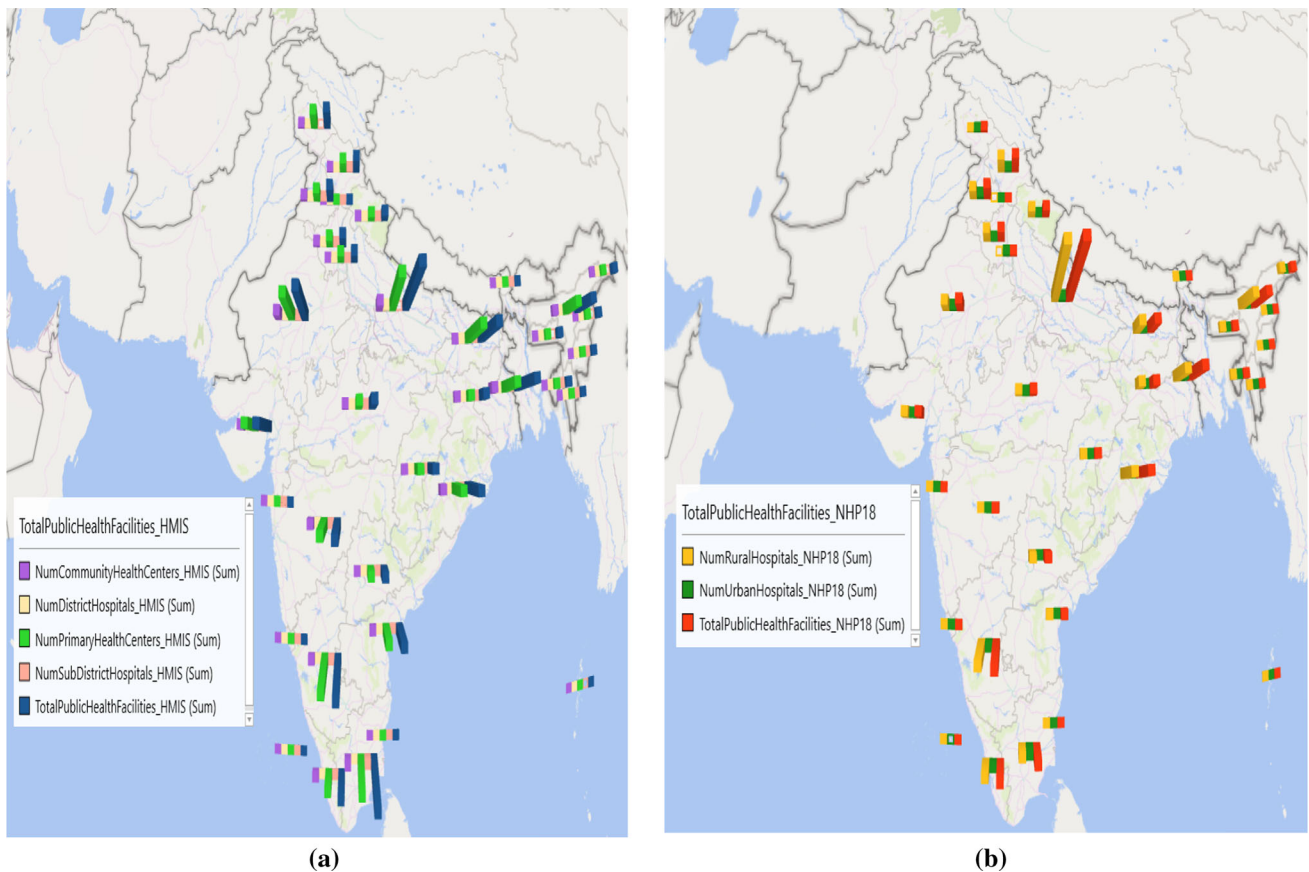 TotalPublicHealthFacilities_HMIS
NumCommunityHealthCenters_HMIS (Sum)
NumDistrictHospitals_HMIS (Sum)
NumPrimaryHealthCenters_HMIS (Sum)
NumSubDistrictHospitals_HMIS (Sum)
TotalPublicHealthFacilities_HMIS (Sum)
(a)
TotalPublicHealthFacilities_NHP18
NumRuralHospitals_NHP18 (Sum)
NumUrbanHospitals_NHP18 (Sum)
TotalPublicHealthFacilities_NHP18 (Sum)
(b)